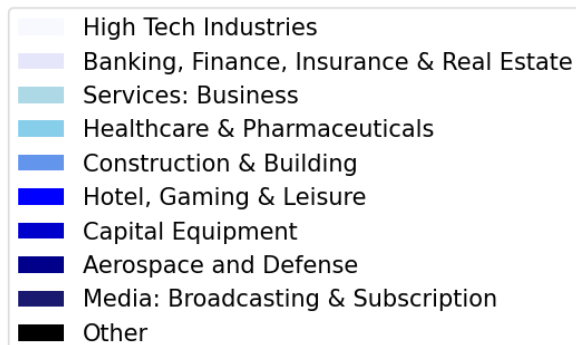 High Tech Industries
Banking, Finance, Insurance & Real Estate
Services: Business
Healthcare & Pharmaceuticals
Construction & Building
Hotel, Gaming & Leisure
Capital Equipment
Aerospace and Defense
Media: Broadcasting & Subscription
Other